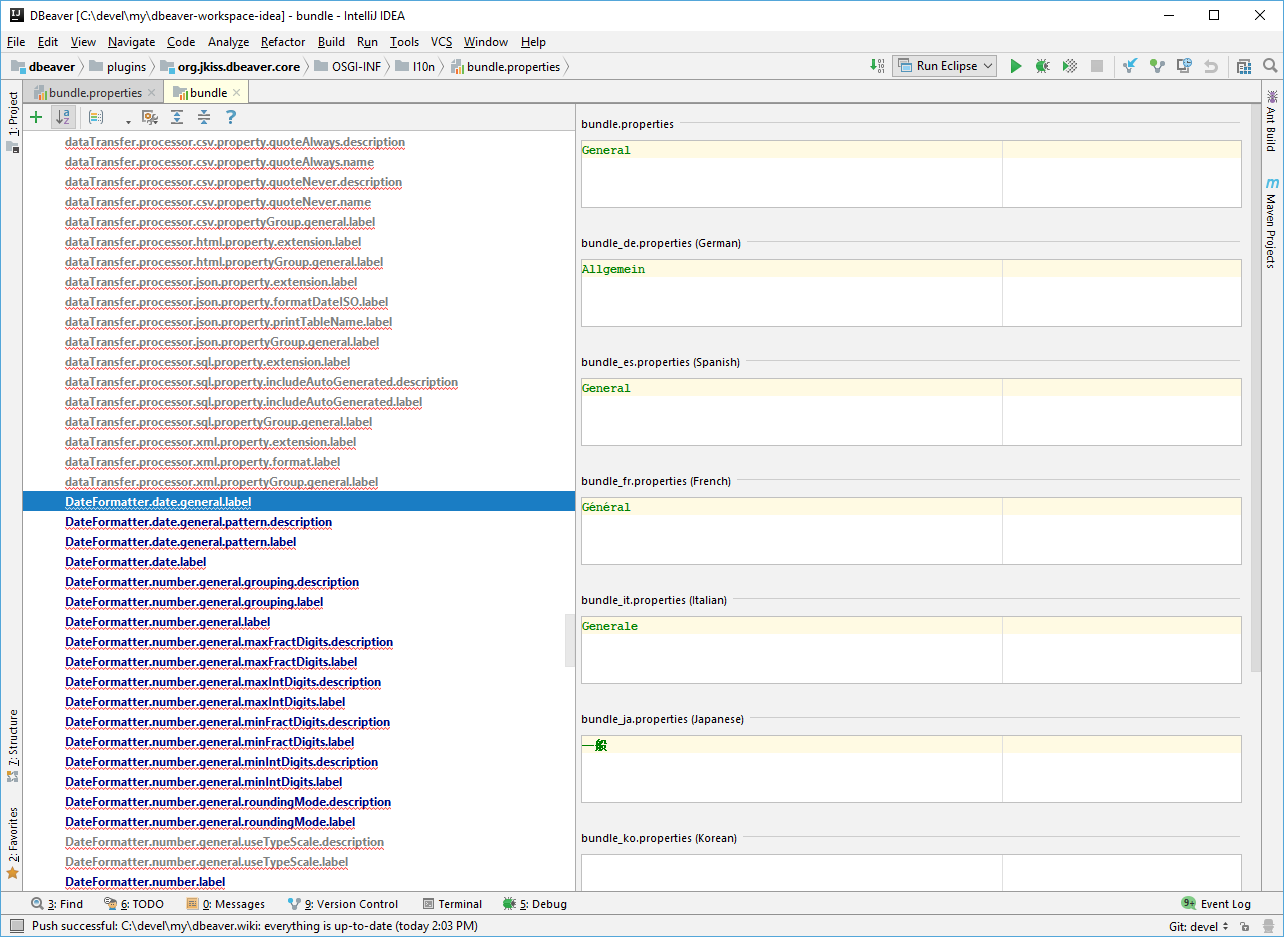 DBeaver [C:\devel\my\dbeaver-workspace-idea] - bundle - IntelliJ IDEA
File Edit View Navigate Code Analyze Refactor Build Run Tools VCS Window Help
dbeaver plugins org.jkiss.dbeaver.core OSGI-INF l10n bundle.properties
Run Eclipse
bundle.properties bundle
1: Project
7: Structure
2: Favorites
dataTransfer.processor.csv.property.quoteAlways.description
dataTransfer.processor.csv.property.quoteAlways.name
dataTransfer.processor.csv.property.quoteNever.description
dataTransfer.processor.csv.property.quoteNever.name
dataTransfer.processor.csv.propertyGroup.general.label
dataTransfer.processor.html.property.extension.label
dataTransfer.processor.html.propertyGroup.general.label
dataTransfer.processor.json.property.extension.label
dataTransfer.processor.json.property.formatDateISO.label
dataTransfer.processor.json.property.printTableName.label
dataTransfer.processor.json.propertyGroup.general.label
dataTransfer.processor.sql.property.extension.label
dataTransfer.processor.sql.property.includeAutoGenerated.description
dataTransfer.processor.sql.property.includeAutoGenerated.label
dataTransfer.processor.sql.propertyGroup.general.label
dataTransfer.processor.xml.property.extension.label
dataTransfer.processor.xml.property.format.label
dataTransfer.processor.xml.propertyGroup.general.label
DateFormatter.date.general.label
DateFormatter.date.general.pattern.description
DateFormatter.date.general.pattern.label
DateFormatter.date.label
DateFormatter.number.general.grouping.description
DateFormatter.number.general.grouping.label
DateFormatter.number.general.label
DateFormatter.number.general.maxFractDigits.description
DateFormatter.number.general.maxFractDigits.label
DateFormatter.number.general.maxIntDigits.description
DateFormatter.number.general.maxIntDigits.label
DateFormatter.number.general.minFractDigits.description
DateFormatter.number.general.minFractDigits.label
DateFormatter.number.general.minIntDigits.description
DateFormatter.number.general.minIntDigits.label
DateFormatter.number.general.roundingMode.description
DateFormatter.number.general.roundingMode.label
DateFormatter.number.general.useTypeScale.description
DateFormatter.number.general.useTypeScale.label
DateFormatter.number.label
bundle.properties
General
bundle_de.properties (German)
Allgemein
bundle_es.properties (Spanish)
General
bundle_fr.properties (French)
Général
bundle_it.properties (Italian)
Generale
bundle_ja.properties (Japanese)
一般
bundle_ko.properties (Korean)
Ant Build
m Maven Projects
3: Find 6: TODO 0: Messages 9: Version Control Terminal 5: Debug 9+ Event Log
Push successful: C:\devel\my\dbeaver.wiki: everything is up-to-date (today 2:03 PM) Git: devel